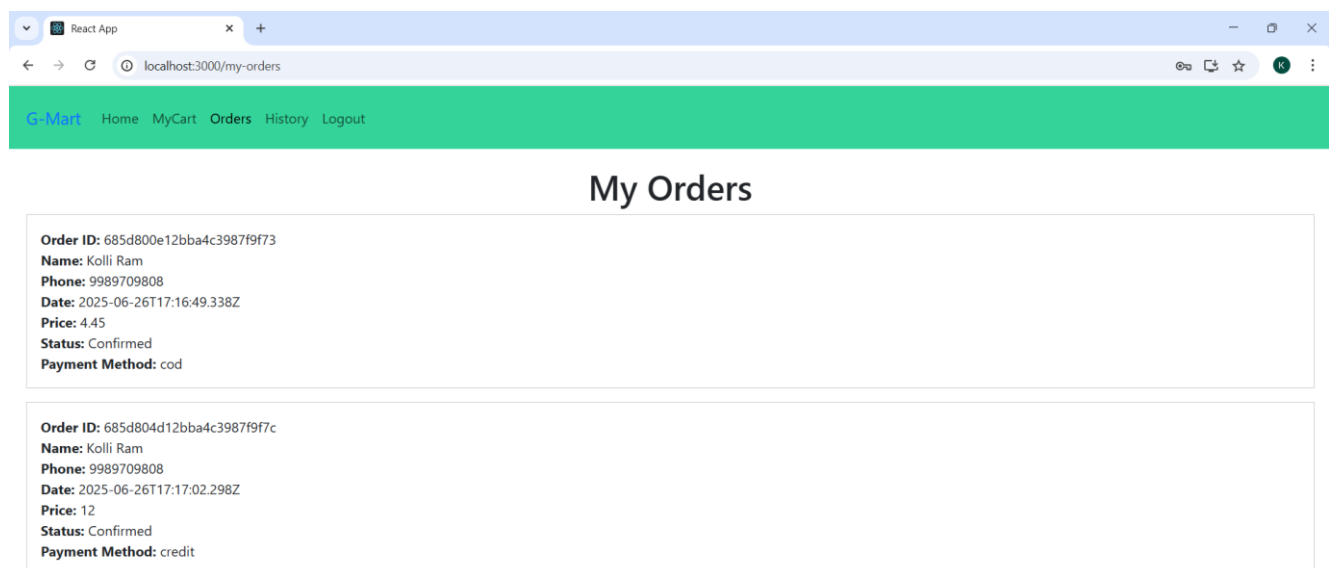 React App
localhost:3000/my-orders
K
G-Mart Home MyCart Orders History Logout
My Orders
Order ID: 685d800e12bba4c3987f9f73
Name: Kolli Ram
Phone: 9989709808
Date: 2025-06-26T17:16:49.338Z
Price: 4.45
Status: Confirmed
Payment Method: cod
Order ID: 685d804d12bba4c3987f9f7c
Name: Kolli Ram
Phone: 9989709808
Date: 2025-06-26T17:17:02.298Z
Price: 12
Status: Confirmed
Payment Method: credit